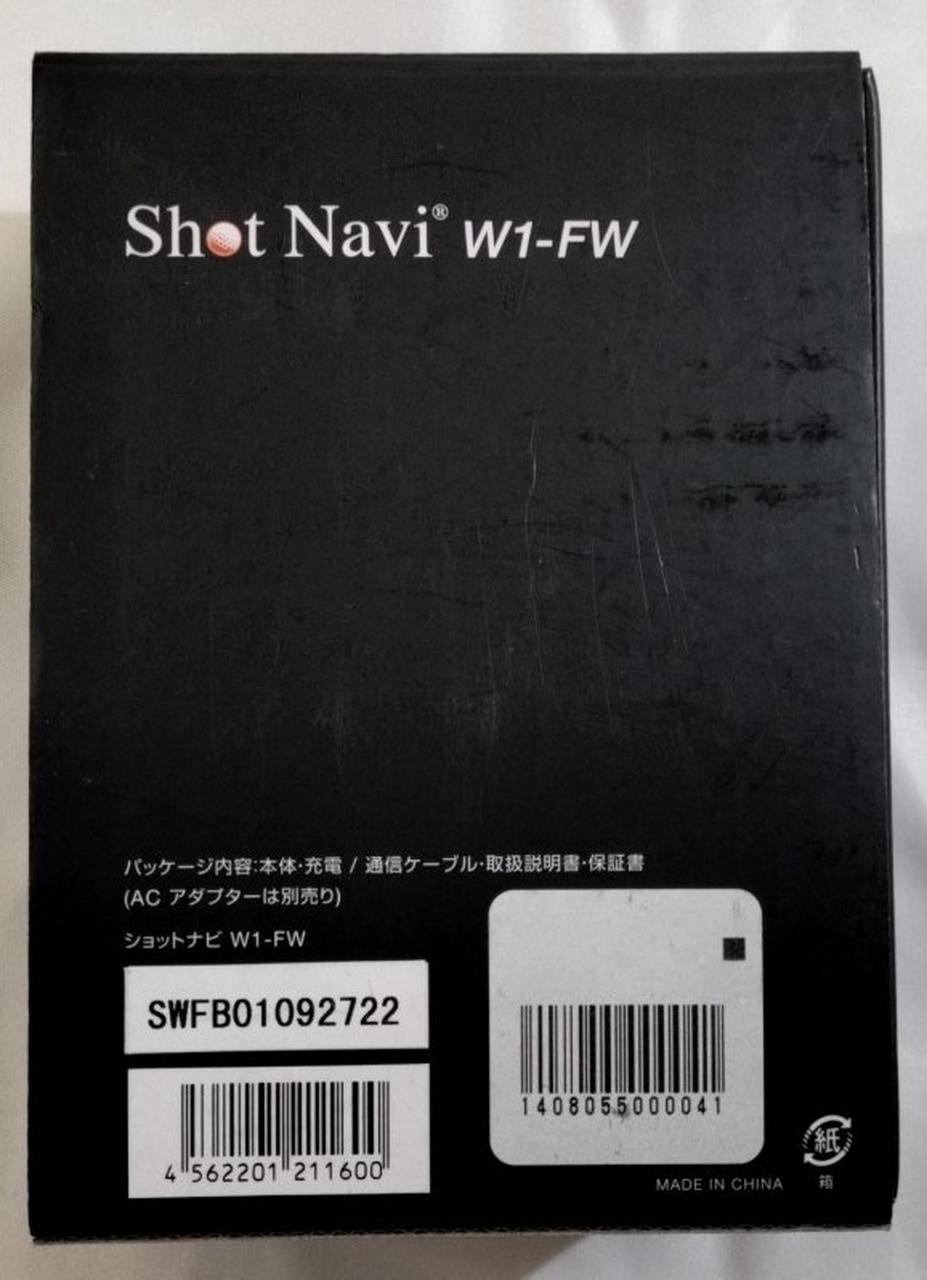 Shot Navi® W1-FW
パッケージ内容:本体・充電 / 通信ケーブル・取扱説明書・保証書
(AC アダプターは別売り)
ショットナビ W1-FW
SWFB01092722
1408055000041
4 562201 211600
MADE IN CHINA
紙
箱